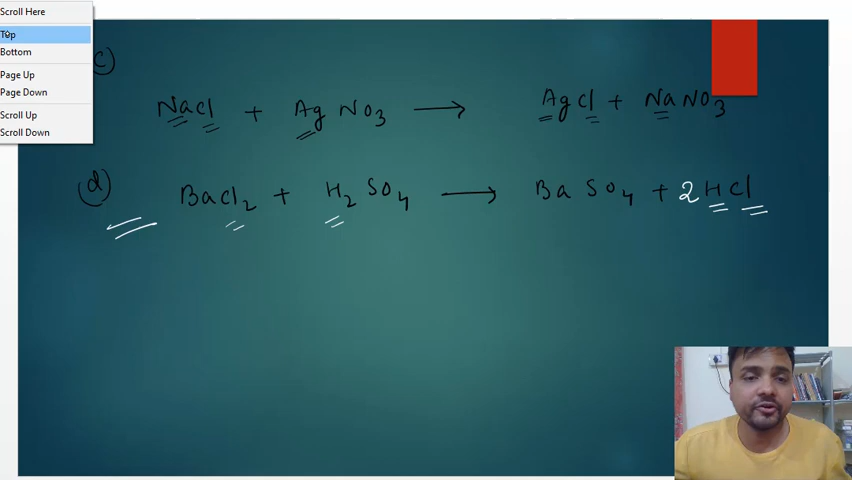 Scroll Here
Top
Bottom
Page Up
Page Down
Scroll Up
Scroll Down
c)
NaCl + AgNO3 → AgCl + NaNO3
(d)
BaCl2 + H2SO4 → BaSO4 + 2HCl